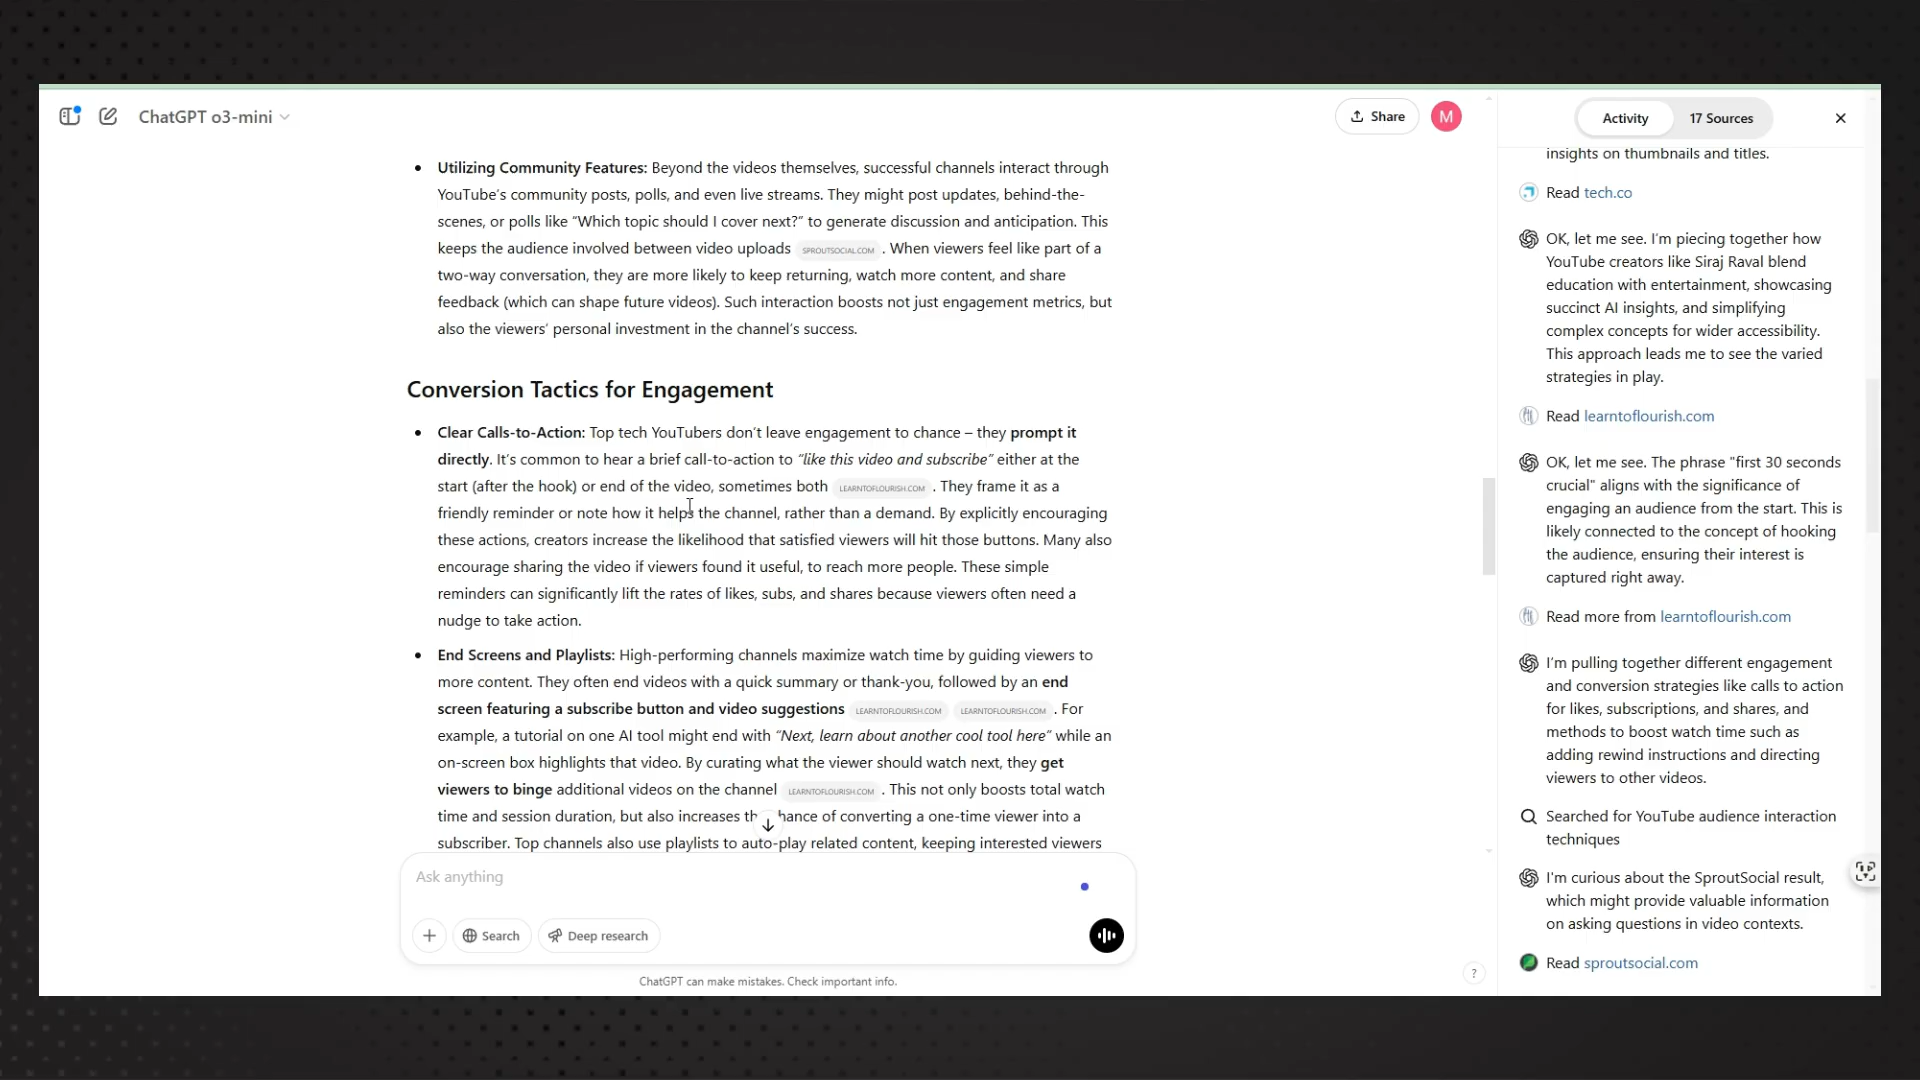 ChatGPT o3-mini
Share
M
Utilizing Community Features: Beyond the videos themselves, successful channels interact through
YouTube's community posts, polls, and even live streams. They might post updates, behind-the-
scenes, or polls like “Which topic should I cover next?” to generate discussion and anticipation. This
keeps the audience involved between video uploads SPROUTSOCIAL.COM . When viewers feel like part of a
two-way conversation, they are more likely to keep returning, watch more content, and share
feedback (which can shape future videos). Such interaction boosts not just engagement metrics, but
also the viewers’ personal investment in the channel’s success.
Conversion Tactics for Engagement
Clear Calls-to-Action: Top tech YouTubers don’t leave engagement to chance – they prompt it
directly. It’s common to hear a brief call-to-action to “like this video and subscribe” either at the
start (after the hook) or end of the video, sometimes both LEARNTOFLOURISH.COM . They frame it as a
friendly reminder or note how it helps the channel, rather than a demand. By explicitly encouraging
these actions, creators increase the likelihood that satisfied viewers will hit those buttons. Many also
encourage sharing the video if viewers found it useful, to reach more people. These simple
reminders can significantly lift the rates of likes, subs, and shares because viewers often need a
nudge to take action.
End Screens and Playlists: High-performing channels maximize watch time by guiding viewers to
more content. They often end videos with a quick summary or thank-you, followed by an end
screen featuring a subscribe button and video suggestions LEARNTOFLOURISH.COM LEARNTOFLOURISH.COM . For
example, a tutorial on one AI tool might end with “Next, learn about another cool tool here” while an
on-screen box highlights that video. By curating what the viewer should watch next, they get
viewers to binge additional videos on the channel LEARNTOFLOURISH.COM . This not only boosts total watch
time and session duration, but also increases the chance of converting a one-time viewer into a
subscriber. Top channels also use playlists to auto-play related content, keeping interested viewers
Ask anything
Search
Deep research
ChatGPT can make mistakes. Check important info.
?
Activity
17 Sources
insights on thumbnails and titles.
Read tech.co
OK, let me see. I’m piecing together how
YouTube creators like Siraj Raval blend
education with entertainment, showcasing
succinct AI insights, and simplifying
complex concepts for wider accessibility.
This approach leads me to see the varied
strategies in play.
Read learntoflourish.com
OK, let me see. The phrase "first 30 seconds
crucial" aligns with the significance of
engaging an audience from the start. This is
likely connected to the concept of hooking
the audience, ensuring their interest is
captured right away.
Read more from learntoflourish.com
I’m pulling together different engagement
and conversion strategies like calls to action
for likes, subscriptions, and shares, and
methods to boost watch time such as
adding rewind instructions and directing
viewers to other videos.
Searched for YouTube audience interaction
techniques
I'm curious about the SproutSocial result,
which might provide valuable information
on asking questions in video contexts.
Read sproutsocial.com